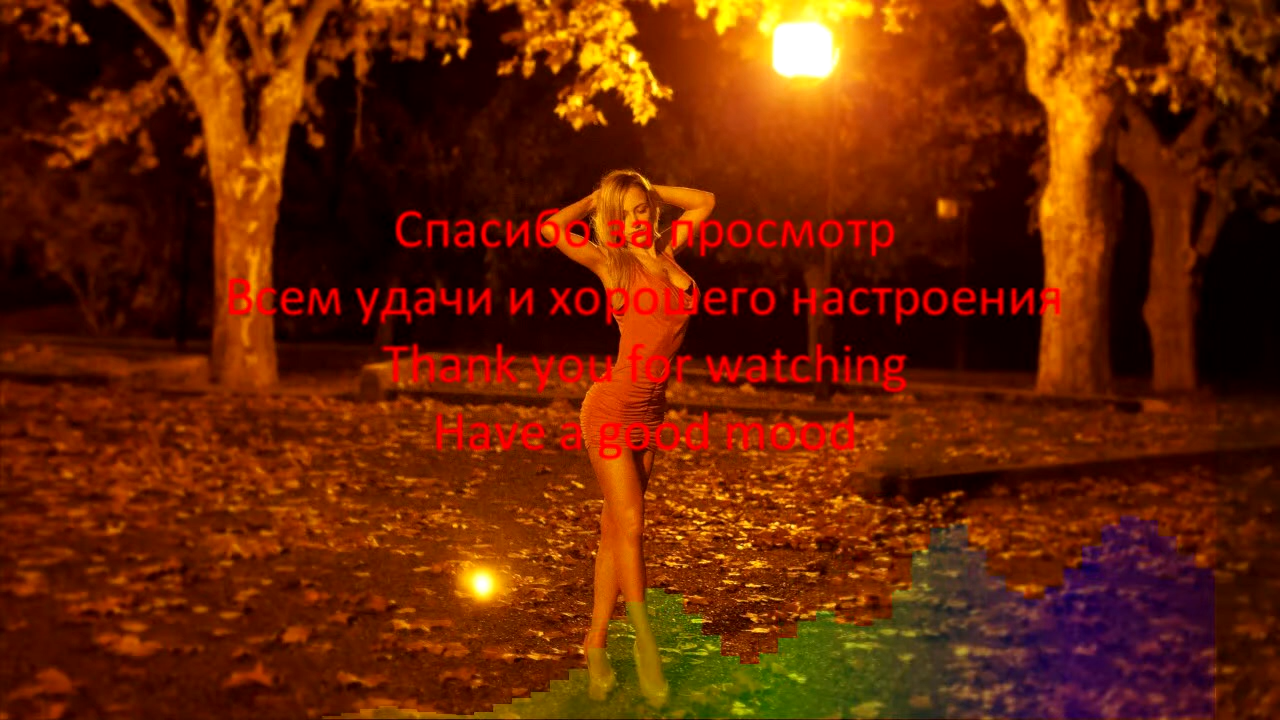 Спасибо за просмотр
Всем удачи и хорошего настроения
Thank you for watching
Have a good mood